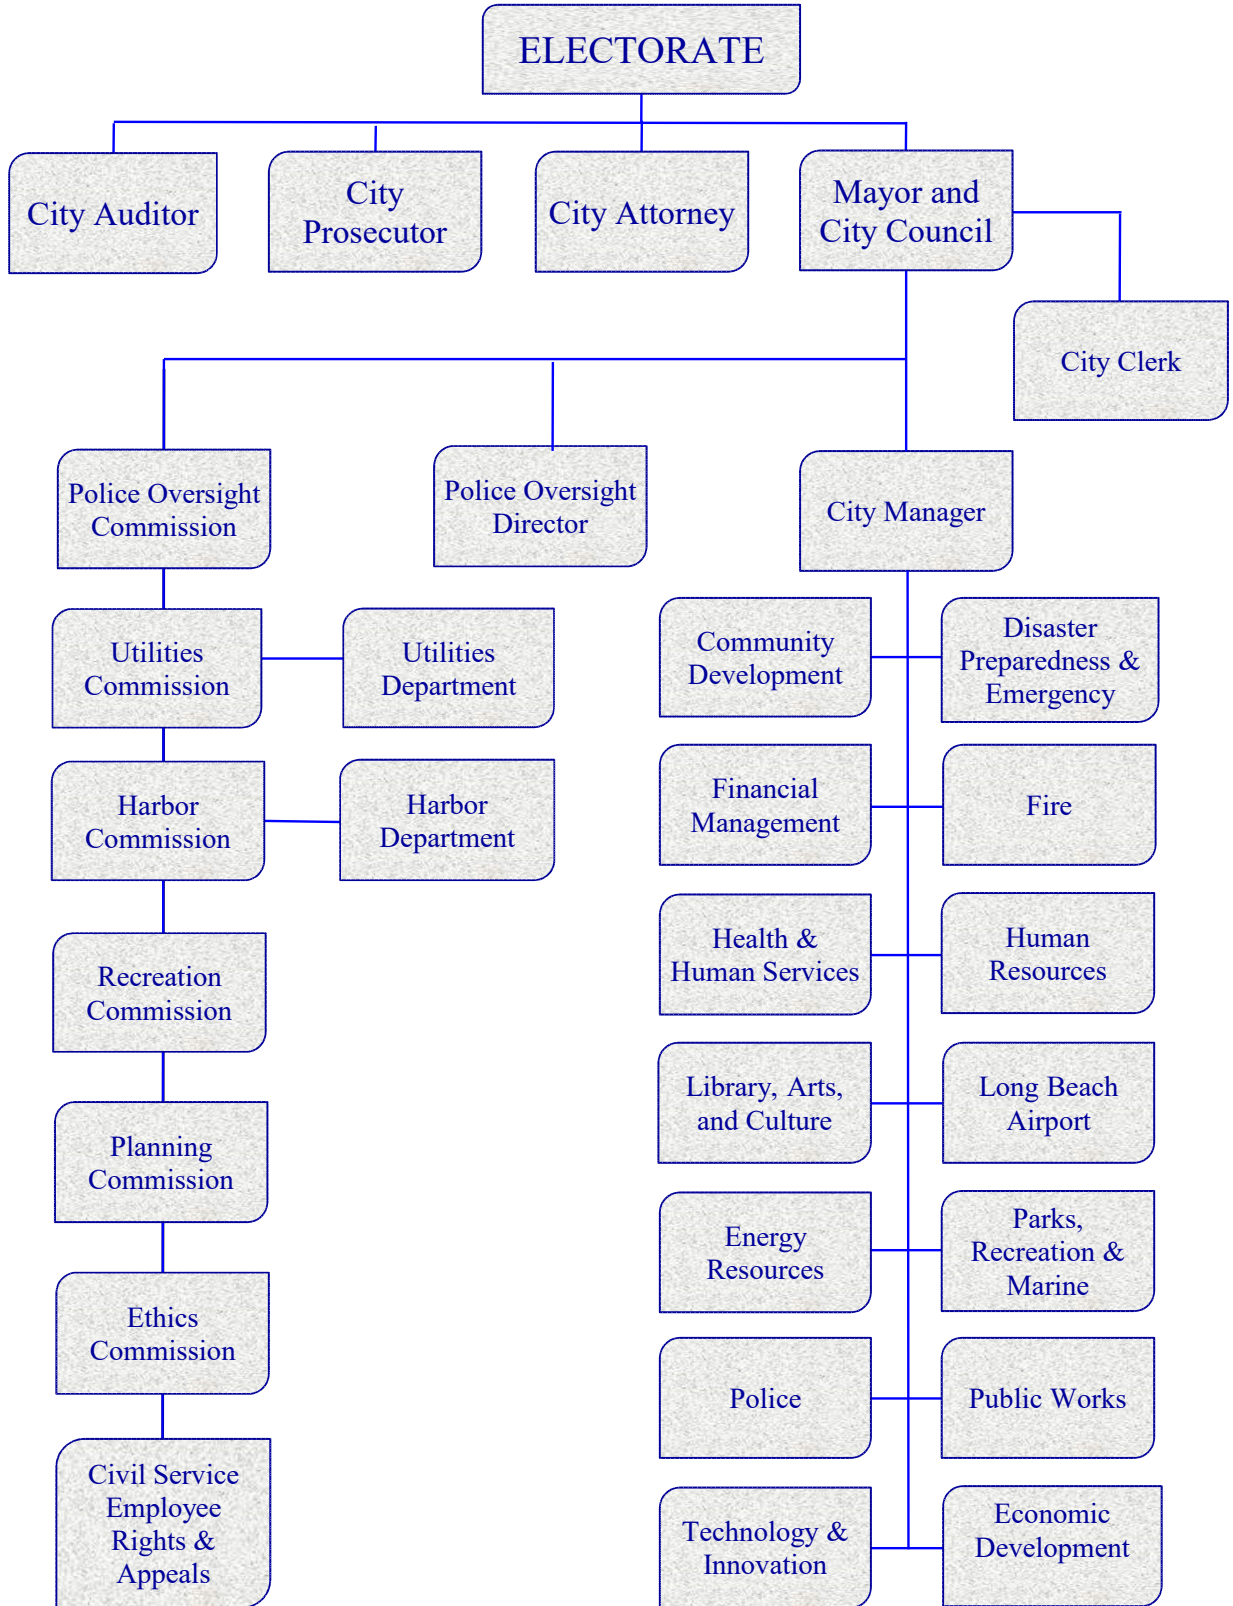 ELECTORATE
City Auditor
City
Prosecutor
City Attorney
Mayor and
City Council
City Clerk
Police Oversight
Commission
Police Oversight
Director
City Manager
Utilities
Commission
Utilities
Department
Community
Development
Disaster
Preparedness &
Emergency
Harbor
Commission
Harbor
Department
Financial
Management
Fire
Recreation
Commission
Health &
Human Services
Human
Resources
Planning
Commission
Library, Arts,
and Culture
Long Beach
Airport
Ethics
Commission
Energy
Resources
Parks,
Recreation &
Marine
Police
Public Works
Civil Service
Employee
Rights &
Appeals
Technology &
Innovation
Economic
Development